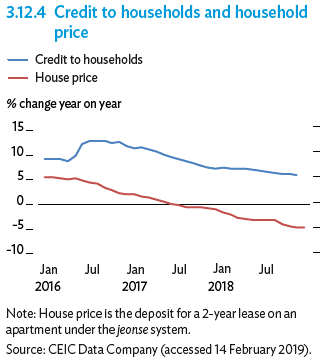 3.12.4 Credit to households and household
price
Credit to households
House price
% change year on year
15
10
5
0
–5
–10
Jan Jul Jan Jul Jan Jul
2016 2017 2018
Note: House price is the deposit for a 2-year lease on an
apartment under the jeonse system.
Source: CEIC Data Company (accessed 14 February 2019).